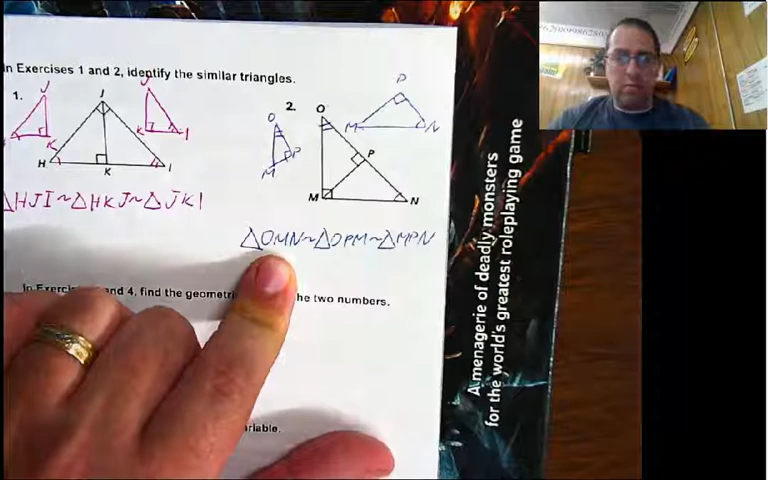 In Exercises 1 and 2, identify the similar triangles.
1.
J
K
J
K
I
J
H
K
I
2.
O
P
M
O
P
M
N
P
M
N
△HJI~△HKJ~△JKI
△OMN~△OPM~△MPN
In Exercis and 4, find the geometri he two numbers.
ariable.
A menagerie of deadly monsters
for the world's greatest roleplaying game